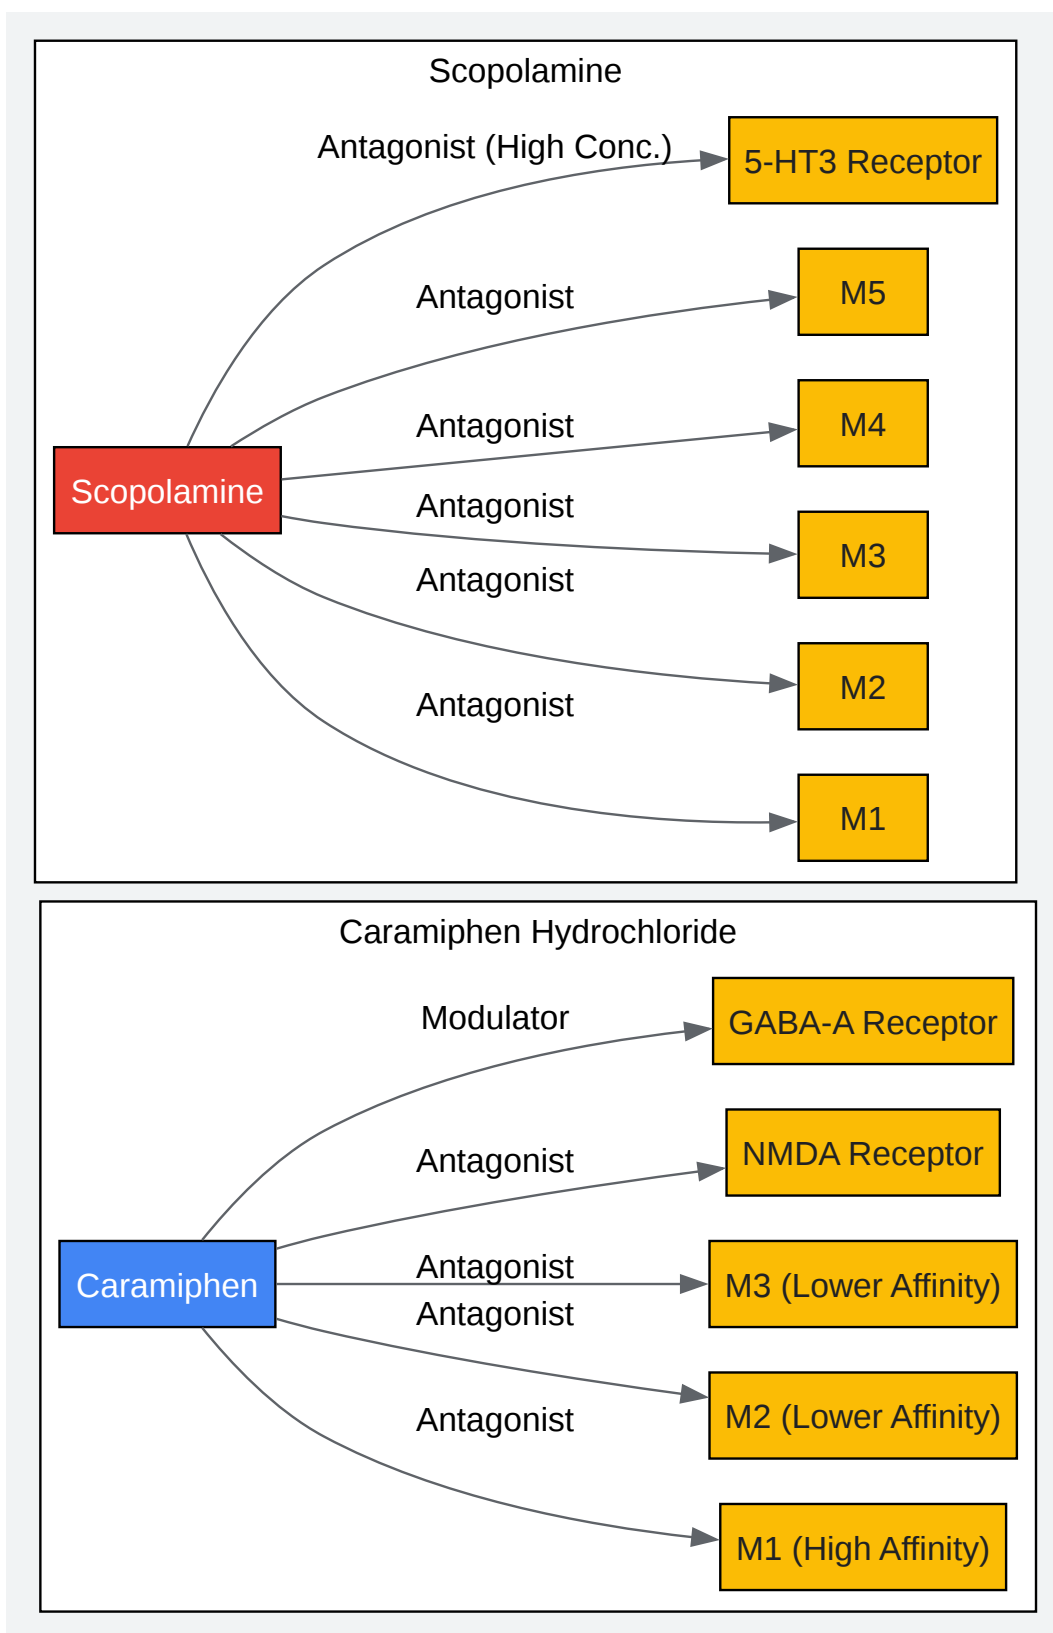 Scopolamine
Antagonist (High Conc.)
5-HT3 Receptor
Antagonist
M5
Antagonist
M4
Scopolamine
Antagonist
M3
Antagonist
M2
Antagonist
M1
Caramiphen Hydrochloride
Modulator
GABA-A Receptor
Antagonist
NMDA Receptor
Antagonist
Caramiphen
M3 (Lower Affinity)
Antagonist
M2 (Lower Affinity)
Antagonist
M1 (High Affinity)